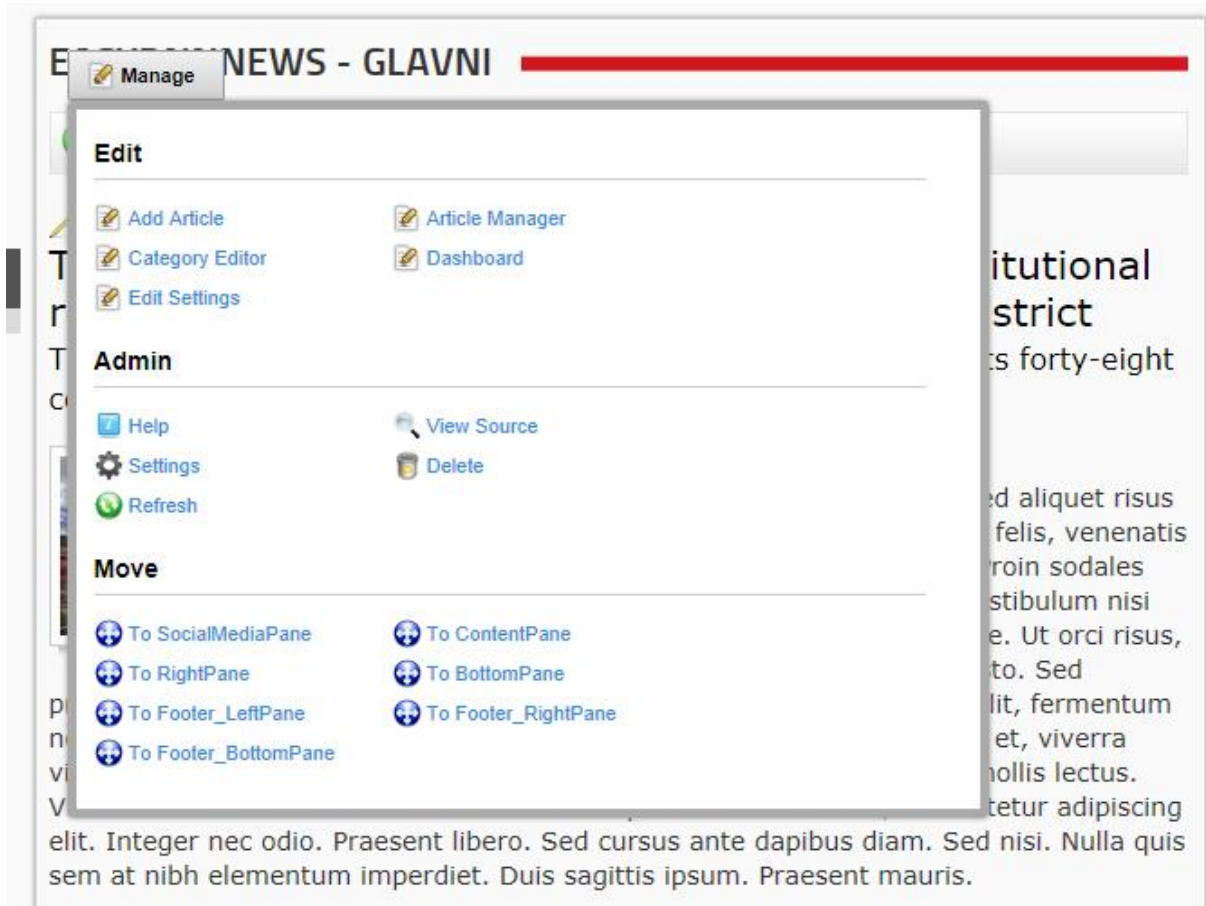 NEWS - GLAVNI
Manage
Edit
Add Article Article Manager
Category Editor Dashboard
Edit Settings
itutional
strict
forty-eight
Admin
Help View Source
Settings Delete
Refresh
ed aliquet risus
felis, venenatis
roin sodales
stibulum nisi
Move
To SocialMediaPane To ContentPane
e. Ut orci risus,
To RightPane To BottomPane
to. Sed
To Footer_LeftPane To Footer_RightPane
lit, fermentum
To Footer_BottomPane
et, viverra
mollis lectus.
tetur adipiscing
elit. Integer nec odio. Praesent libero. Sed cursus ante dapibus diam. Sed nisi. Nulla quis
sem at nibh elementum imperdiet. Duis sagittis ipsum. Praesent mauris.